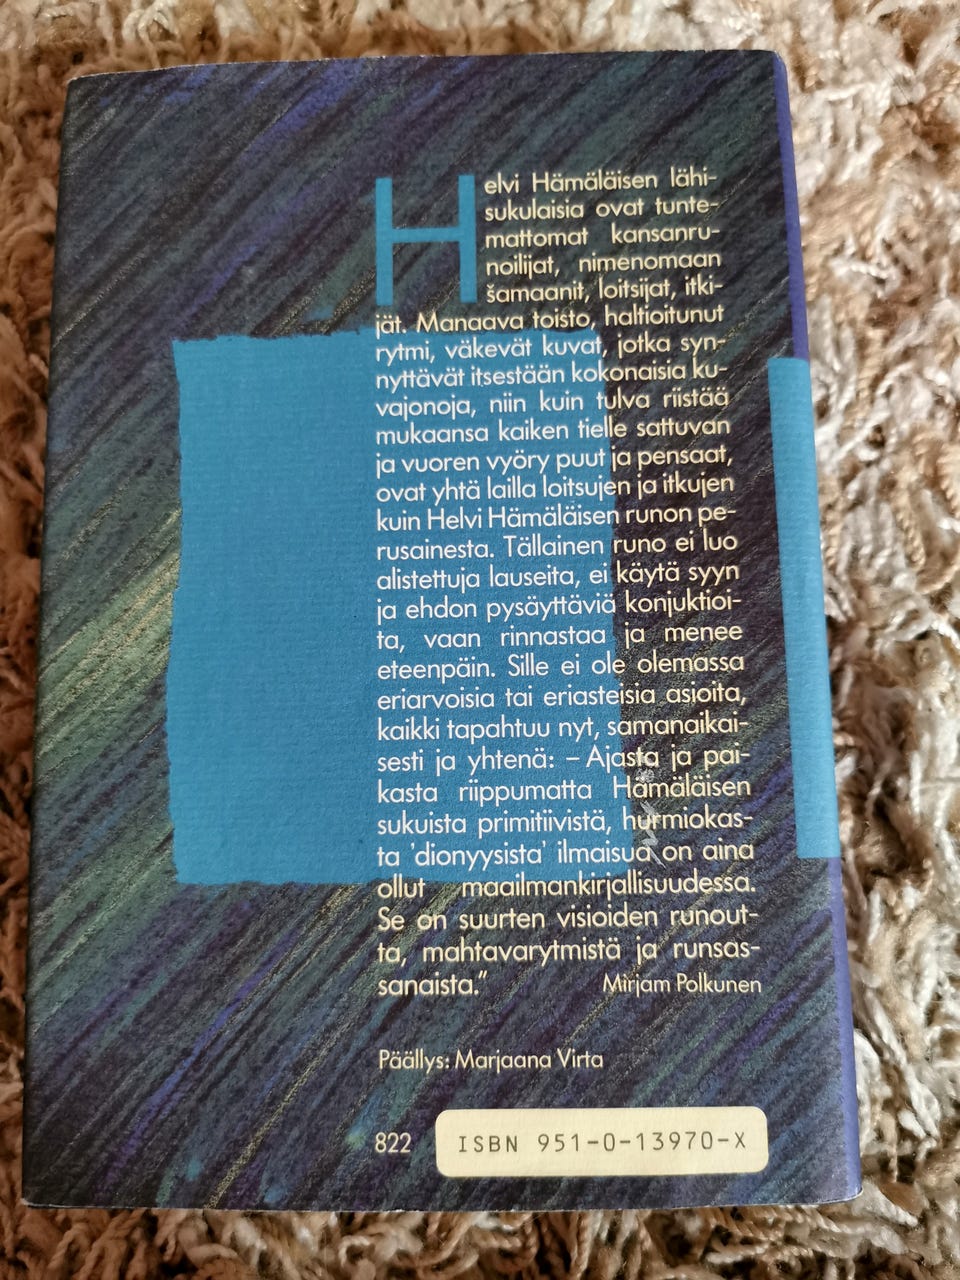 Helvi Hämäläisen lähi-
sukulaisia ovat tunte-
mattomat kansanru-
noilijat, nimenomaan
šamaanit, loitsijat, itki-
jät. Manaava toisto, haltioitunut
rytmi, väkevät kuvat, jotka syn-
nyttävät itsestään kokonaisia ku-
vajonoja, niin kuin tulva riistää
mukaansa kaiken tielle sattuvan
ja vuoren vyöry puut ja pensaat,
ovat yhtä lailla loitsujen ja itkujen
kuin Helvi Hämäläisen runon pe-
rusainesta. Tällainen runo ei luo
alistettuja lauseita, ei käytä syyn
ja ehdon pysäyttäviä konjuktioi-
ta, vaan rinnastaa ja menee
eteenpäin. Sille ei ole olemassa
eriarvoisia tai eriasteisia asioita,
kaikki tapahtuu nyt, samanaikai-
sesti ja yhtenä: – Ajasta ja pai-
kasta riippumatta Hämäläisen
sukuista primitiivistä, hurmiokas-
ta 'dionyysista' ilmaisua on aina
ollut maailmankirjallisuudessa.
Se on suurten visioiden runout-
ta, mahtavarytmistä ja runsas-
sanaista.” Mirjam Polkunen
Päällys: Marjaana Virta
822 ISBN 951-0-13970-X